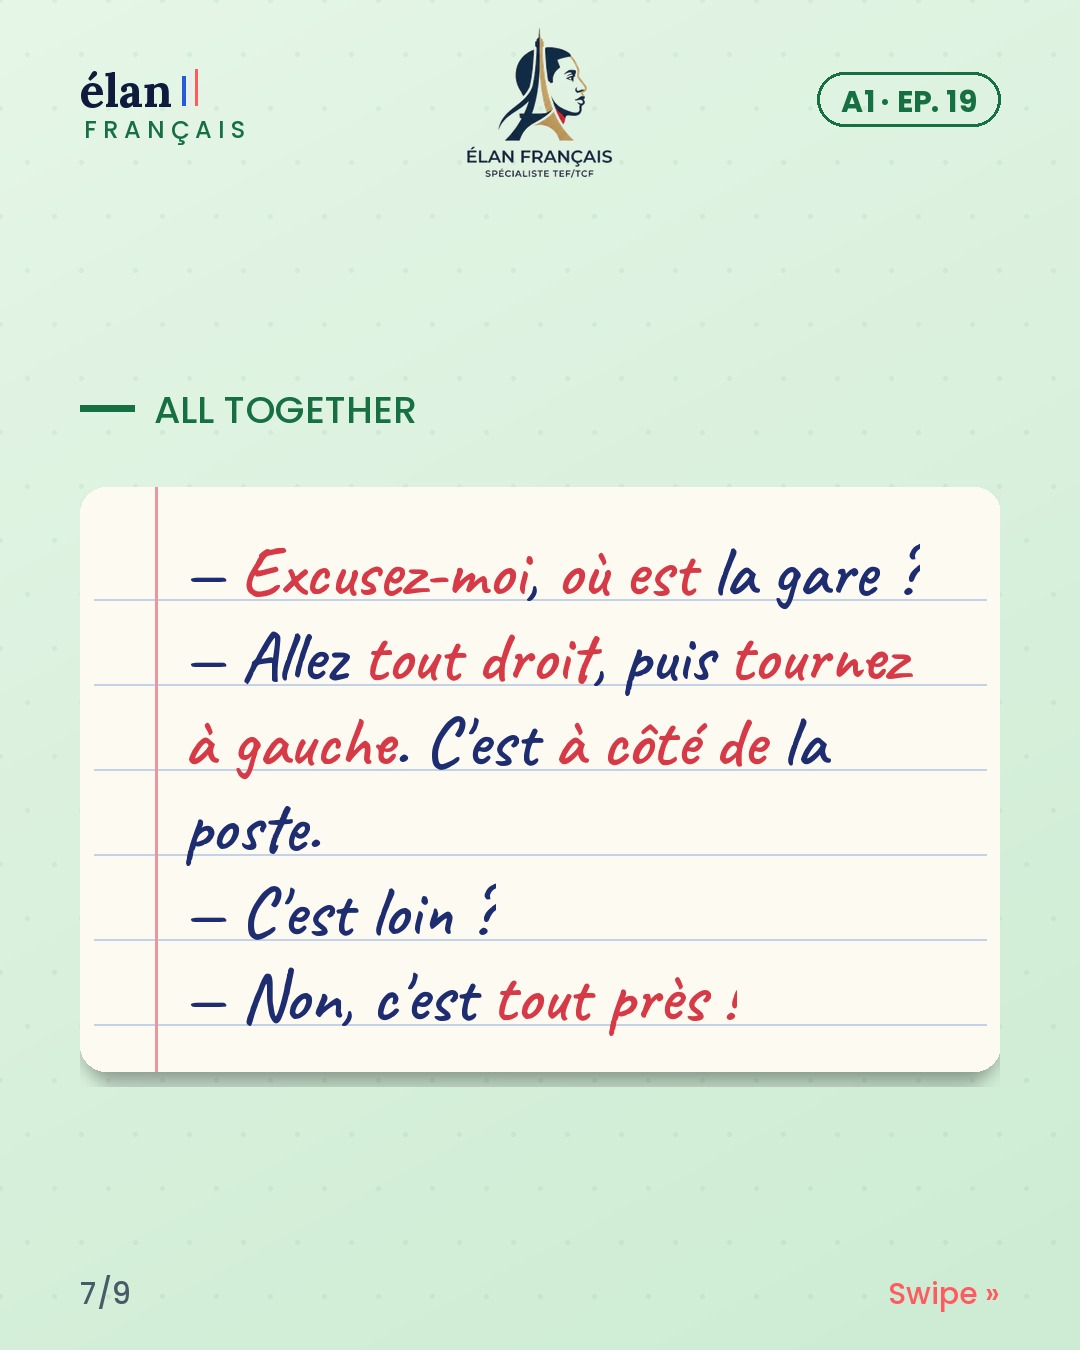 élan
FRANÇAIS
ÉLAN FRANÇAIS
SPÉCIALISTE TEF/TCF
A1 · EP. 19
ALL TOGETHER
— Excusez-moi, où est la gare ?
— Allez tout droit, puis tournez
à gauche. C'est à côté de la
poste.
— C'est loin ?
— Non, c'est tout près !
7/9
Swipe »